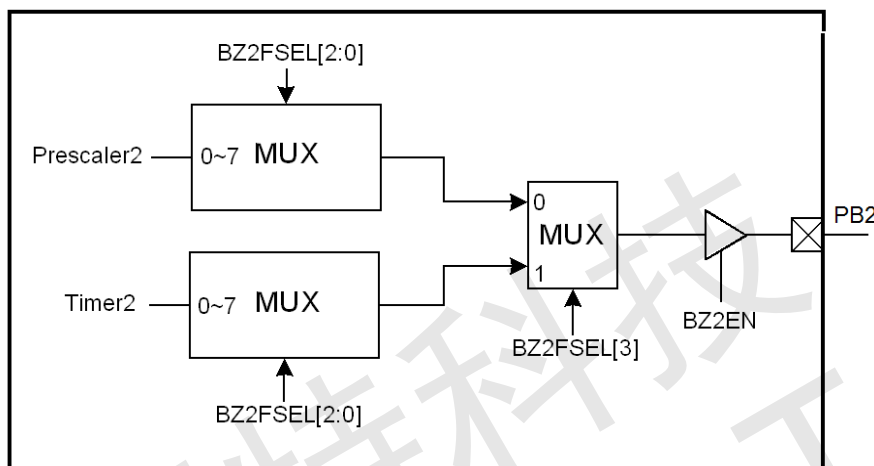 BZ2FSEL[2:0]
Prescaler2
0~7 MUX
0
MUX
1
PB2
Timer2
0~7 MUX
BZ2EN
BZ2FSEL[3]
BZ2FSEL[2:0]
特科技